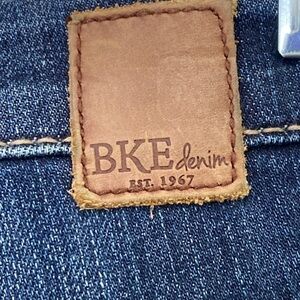 BKE denim
EST. 1967